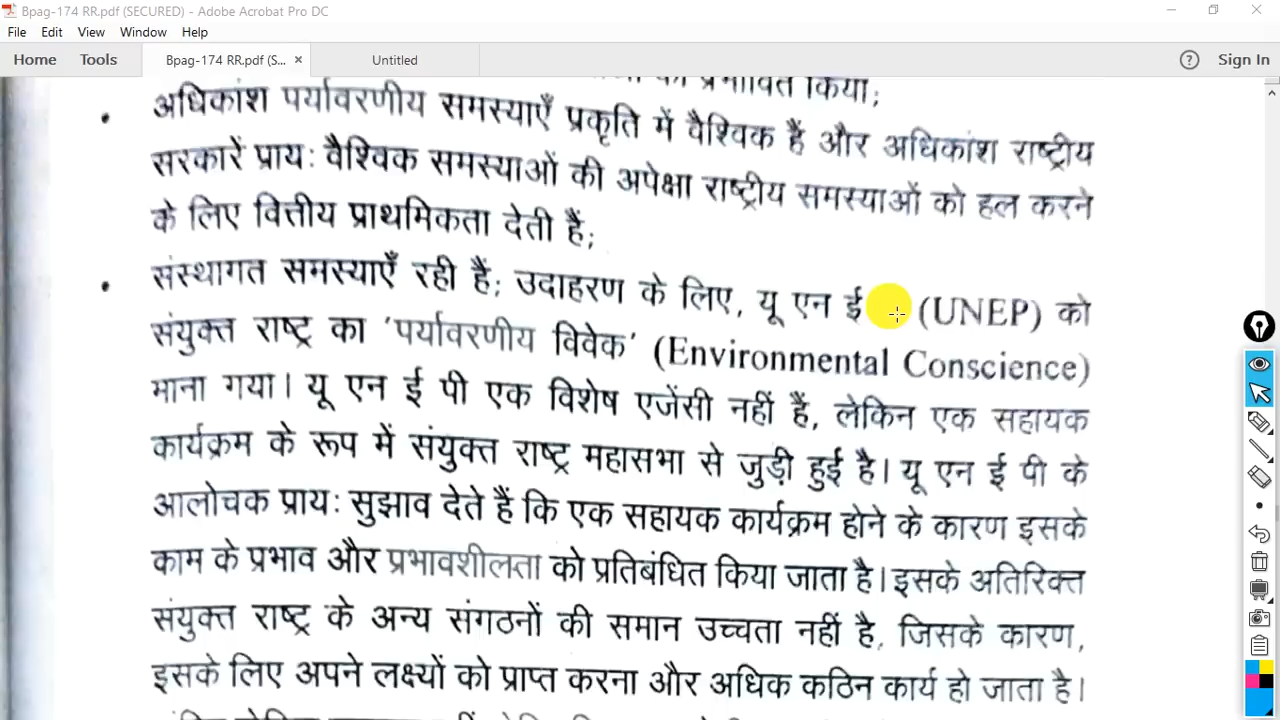 Bpag-174 RR.pdf (SECURED) - Adobe Acrobat Pro DC
File Edit View Window Help
Home Tools Bpag-174 RR.pdf (S... × Untitled ? Sign In
को प्रभावित किया;
• अधिकांश पर्यावरणीय समस्याएँ प्रकृति में वैश्विक हैं और अधिकांश राष्ट्रीय
सरकारें प्रायः वैश्विक समस्याओं की अपेक्षा राष्ट्रीय समस्याओं को हल करने
के लिए वित्तीय प्राथमिकता देती हैं;
• संस्थागत समस्याएँ रही हैं; उदाहरण के लिए, यू एन ई (UNEP) को
संयुक्त राष्ट्र का 'पर्यावरणीय विवेक' (Environmental Conscience)
माना गया। यू एन ई पी एक विशेष एजेंसी नहीं है, लेकिन एक सहायक
कार्यक्रम के रूप में संयुक्त राष्ट्र महासभा से जुड़ी हुई है। यू एन ई पी के
आलोचक प्रायः सुझाव देते हैं कि एक सहायक कार्यक्रम होने के कारण इसके
काम के प्रभाव और प्रभावशीलता को प्रतिबंधित किया जाता है। इसके अतिरिक्त
संयुक्त राष्ट्र के अन्य संगठनों की समान उच्चता नहीं है, जिसके कारण,
इसके लिए अपने लक्ष्यों को प्राप्त करना और अधिक कठिन कार्य हो जाता है।